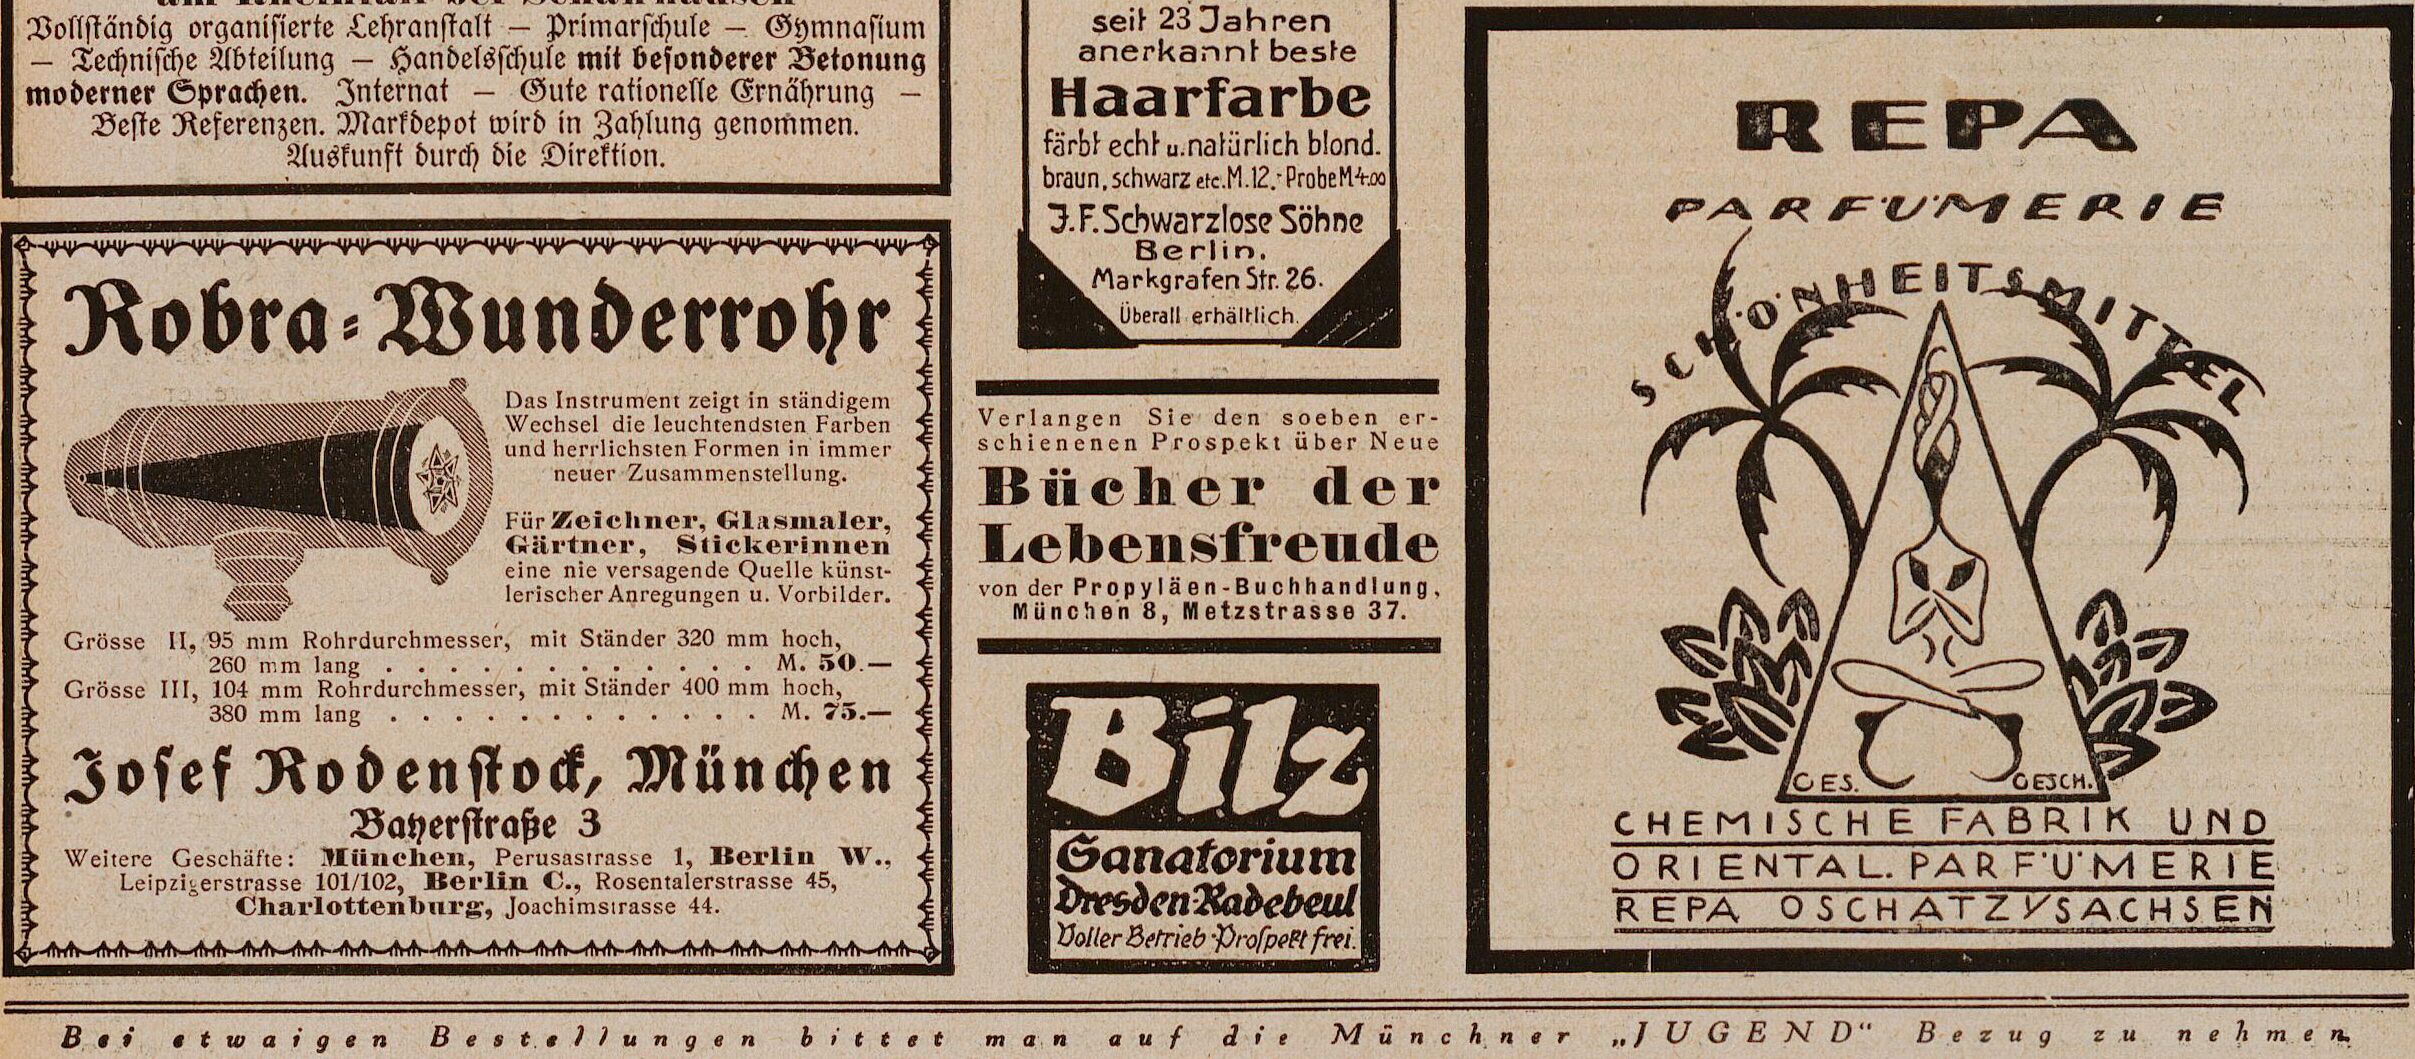 am Rheinfall bei Schaffhausen
Vollständig organisierte Lehranstalt — Primarschule — Gymnasium
— Technische Abteilung — Handelsschule mit besonderer Betonung
moderner Sprachen. Internat — Gute rationelle Ernährung —
Beste Referenzen. Markdepot wird in Zahlung genommen.
Auskunft durch die Direktion.
Robra-Wunderrohr
Das Instrument zeigt in ständigem
Wechsel die leuchtendsten Farben
und herrlichsten Formen in immer
neuer Zusammenstellung.
Für Zeichner, Glasmaler,
Gärtner, Stickerinnen
eine nie versagende Quelle künst-
lerischer Anregungen u. Vorbilder.
Grösse II, 95 mm Rohrdurchmesser, mit Ständer 320 mm hoch,
260 mm lang . . . . . . . . . . . . M. 50.—
Grösse III, 104 mm Rohrdurchmesser, mit Ständer 400 mm hoch,
380 mm lang . . . . . . . . . . . . M. 75.—
Josef Rodenstock, München
Bayerstraße 3
Weitere Geschäfte: München, Perusastrasse 1, Berlin W.,
Leipzigerstrasse 101/102, Berlin C., Rosentalerstrasse 45,
Charlottenburg, Joachimstrasse 44.
seit 23 Jahren
anerkannt beste
Haarfarbe
färbt echt u. natürlich blond.
braun, schwarz etc. M.12.- Probe M 4.00
J.F. Schwarzlose Söhne
Berlin.
Markgrafen Str. 26.
Überall erhältlich.
Verlangen Sie den soeben er-
schienenen Prospekt über Neue
Bücher der
Lebensfreude
von der Propyläen-Buchhandlung,
München 8, Metzstrasse 37.
Bilz
Sanatorium
Dresden-Radebeul
Voller Betrieb · Prospekt frei.
REPA
PARFÜMERIE
SCHÖNHEITSMITTEL
GES. GESCH.
CHEMISCHE FABRIK UND
ORIENTAL. PARFÜMERIE
REPA OSCHATZ/SACHSEN
Bei etwaigen Bestellungen bittet man auf die Münchner „JUGEND“ Bezug zu nehmen.